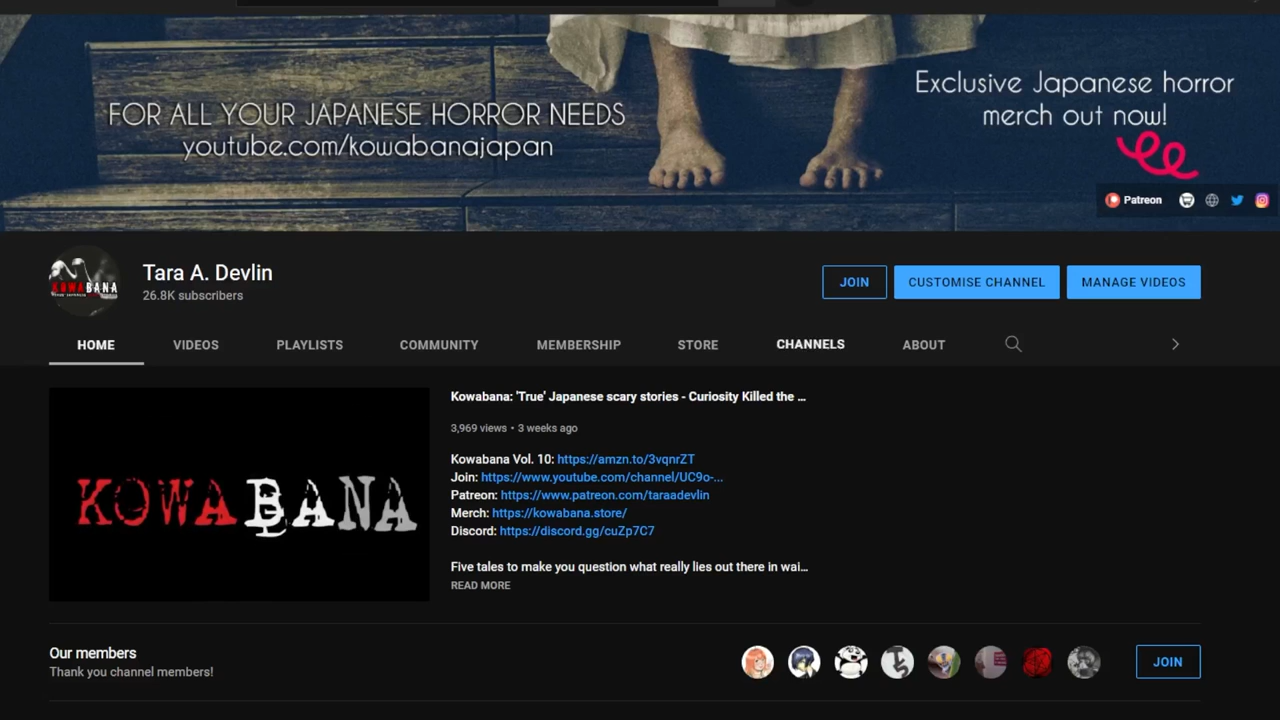 FOR ALL YOUR JAPANESE HORROR NEEDS
youtube.com/kowabanajapan
Exclusive Japanese horror
merch out now!
Patreon
KOWABANA
Tara A. Devlin
26.8K subscribers
JOIN
CUSTOMISE CHANNEL
MANAGE VIDEOS
HOME
VIDEOS
PLAYLISTS
COMMUNITY
MEMBERSHIP
STORE
CHANNELS
ABOUT
KOWABANA
Kowabana: 'True' Japanese scary stories - Curiosity Killed the ...
3,969 views • 3 weeks ago
Kowabana Vol. 10: https://amzn.to/3vqnrZT
Join: https://www.youtube.com/channel/UC9o-...
Patreon: https://www.patreon.com/taraadevlin
Merch: https://kowabana.store/
Discord: https://discord.gg/cuZp7C7
Five tales to make you question what really lies out there in wai...
READ MORE
Our members
Thank you channel members!
JOIN